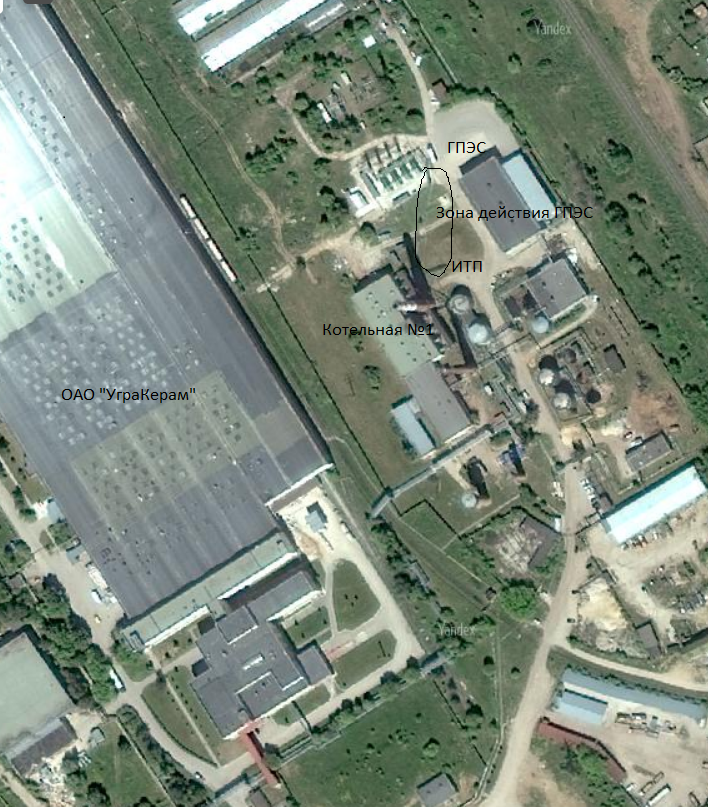 Yandex
ГПЭС
Зона действия ГПЭС
ИТП
Котельная №1
ОАО "УграКерам"
Yandex